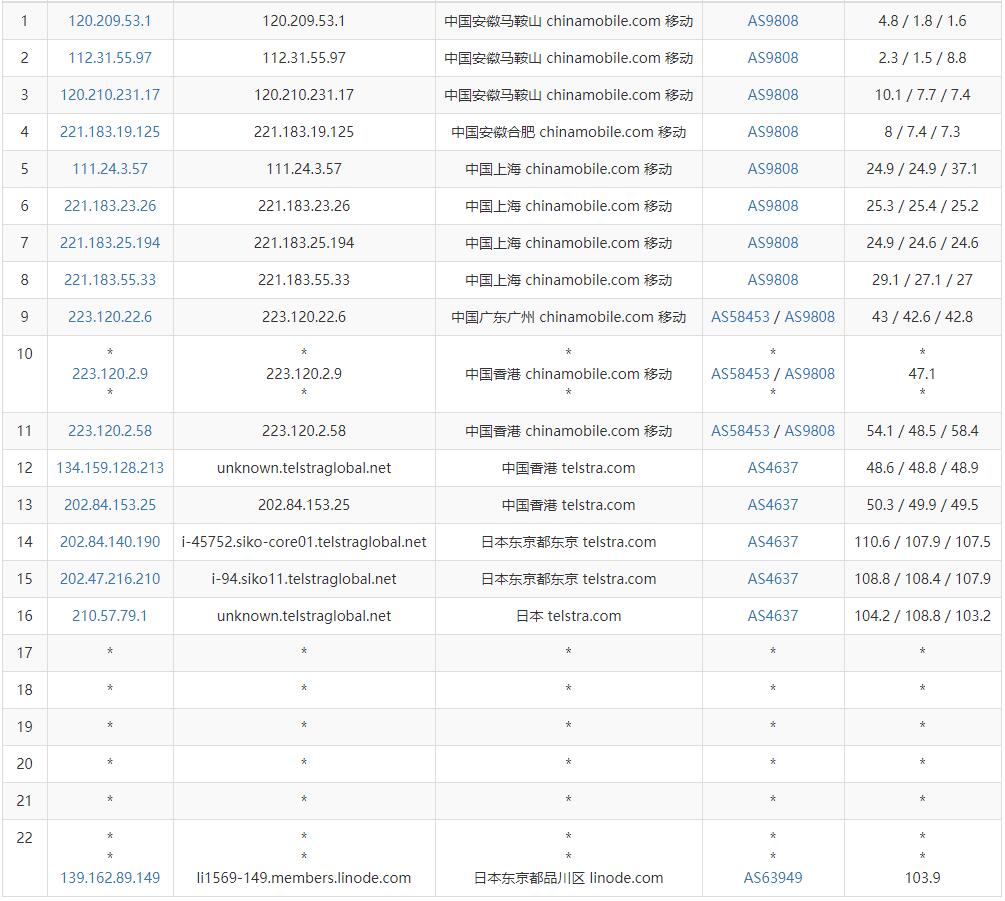 1 120.209.53.1 120.209.53.1 中国安徽马鞍山 chinamobile.com 移动 AS9808 4.8 / 1.8 / 1.6
2 112.31.55.97 112.31.55.97 中国安徽马鞍山 chinamobile.com 移动 AS9808 2.3 / 1.5 / 8.8
3 120.210.231.17 120.210.231.17 中国安徽马鞍山 chinamobile.com 移动 AS9808 10.1 / 7.7 / 7.4
4 221.183.19.125 221.183.19.125 中国安徽合肥 chinamobile.com 移动 AS9808 8 / 7.4 / 7.3
5 111.24.3.57 111.24.3.57 中国上海 chinamobile.com 移动 AS9808 24.9 / 24.9 / 37.1
6 221.183.23.26 221.183.23.26 中国上海 chinamobile.com 移动 AS9808 25.3 / 25.4 / 25.2
7 221.183.25.194 221.183.25.194 中国上海 chinamobile.com 移动 AS9808 24.9 / 24.6 / 24.6
8 221.183.55.33 221.183.55.33 中国上海 chinamobile.com 移动 AS9808 29.1 / 27.1 / 27
9 223.120.22.6 223.120.22.6 中国广东广州 chinamobile.com 移动 AS58453 / AS9808 43 / 42.6 / 42.8
10 * * * * *
223.120.2.9 223.120.2.9 中国香港 chinamobile.com 移动 AS58453 / AS9808 47.1
* * * * *
11 223.120.2.58 223.120.2.58 中国香港 chinamobile.com 移动 AS58453 / AS9808 54.1 / 48.5 / 58.4
12 134.159.128.213 unknown.telstraglobal.net 中国香港 telstra.com AS4637 48.6 / 48.8 / 48.9
13 202.84.153.25 202.84.153.25 中国香港 telstra.com AS4637 50.3 / 49.9 / 49.5
14 202.84.140.190 i-45752.siko-core01.telstraglobal.net 日本东京都东京 telstra.com AS4637 110.6 / 107.9 / 107.5
15 202.47.216.210 i-94.siko11.telstraglobal.net 日本东京都东京 telstra.com AS4637 108.8 / 108.4 / 107.9
16 210.57.79.1 unknown.telstraglobal.net 日本 telstra.com AS4637 104.2 / 108.8 / 103.2
17 * * * * *
18 * * * * *
19 * * * * *
20 * * * * *
21 * * * * *
22 * * * * *
* * * * *
139.162.89.149 li1569-149.members.linode.com 日本东京都品川区 linode.com AS63949 103.9